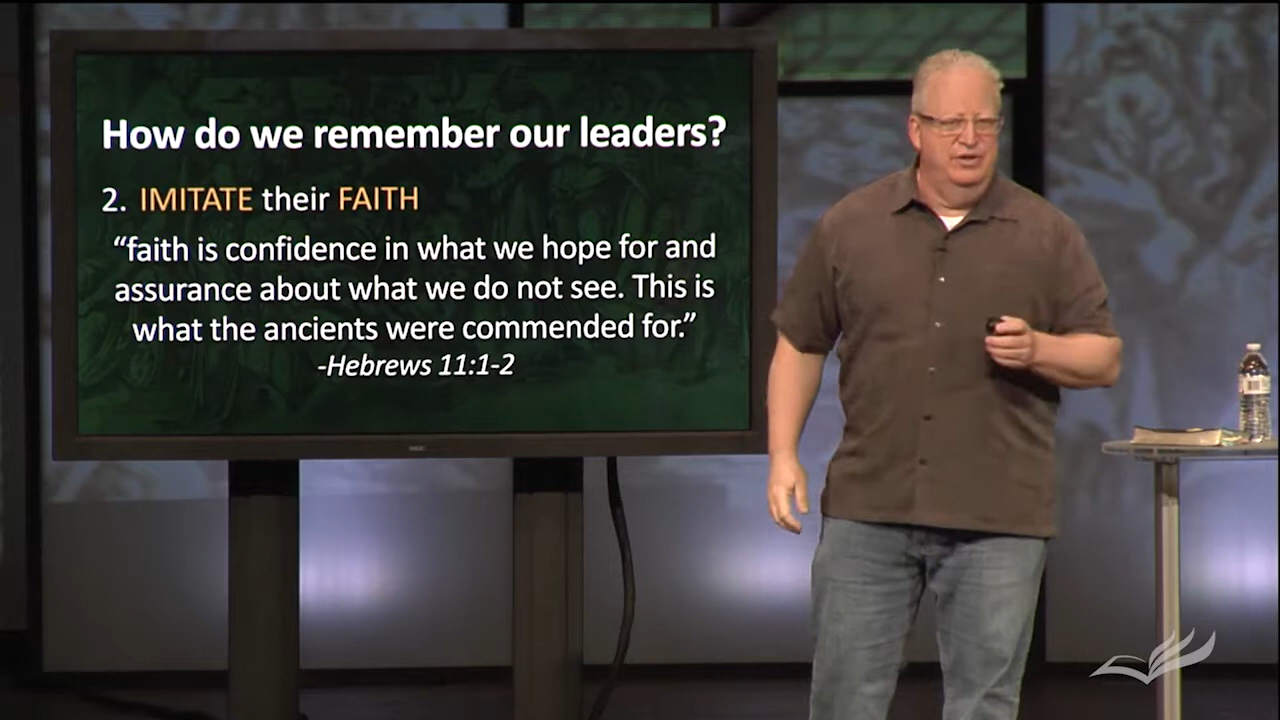 How do we remember our leaders?
2. IMITATE their FAITH
“faith is confidence in what we hope for and
assurance about what we do not see. This is
what the ancients were commended for.”
-Hebrews 11:1-2
NEC